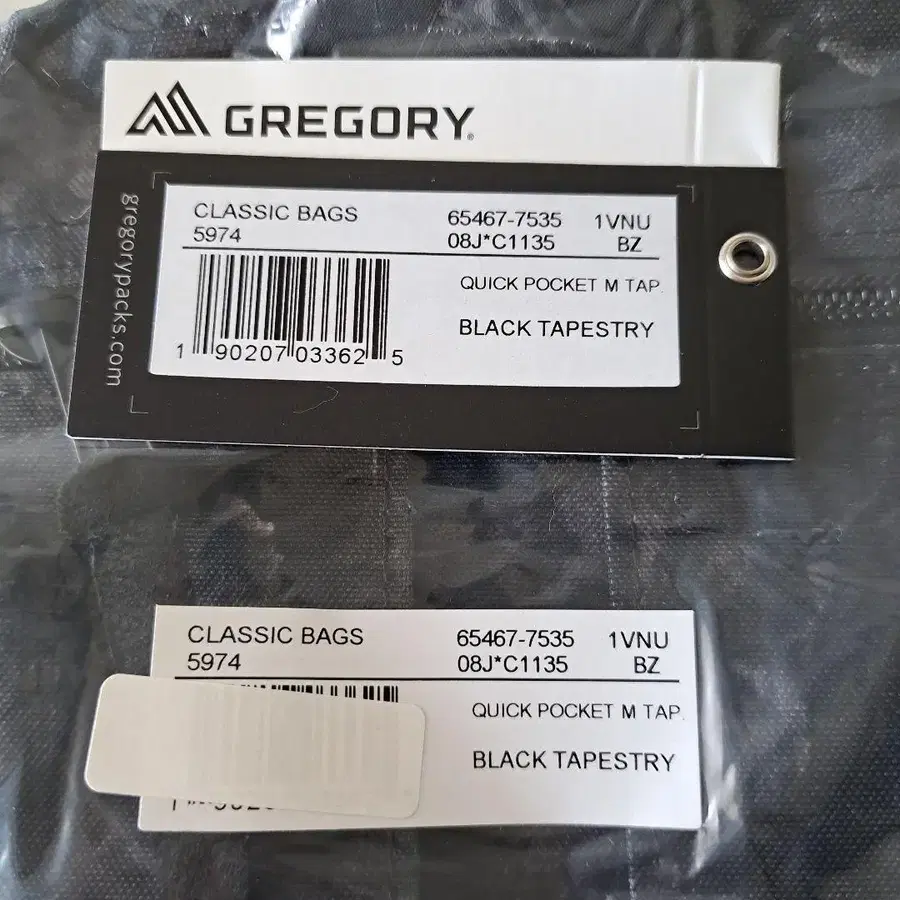 GREGORY
gregorypacks.com
CLASSIC BAGS 65467-7535 1VNU
5974 08J*C1135 BZ
QUICK POCKET M TAP.
BLACK TAPESTRY
1 90207 03362 5
CLASSIC BAGS 65467-7535 1VNU
5974 08J*C1135 BZ
QUICK POCKET M TAP.
BLACK TAPESTRY